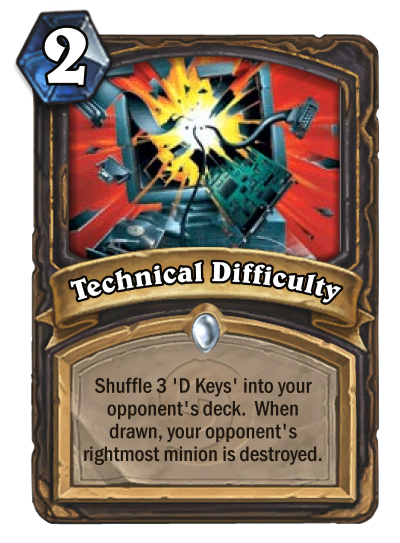 2
Technical Difficulty
Shuffle 3 'D Keys' into your
opponent's deck.  When
drawn, your opponent's
rightmost minion is destroyed.